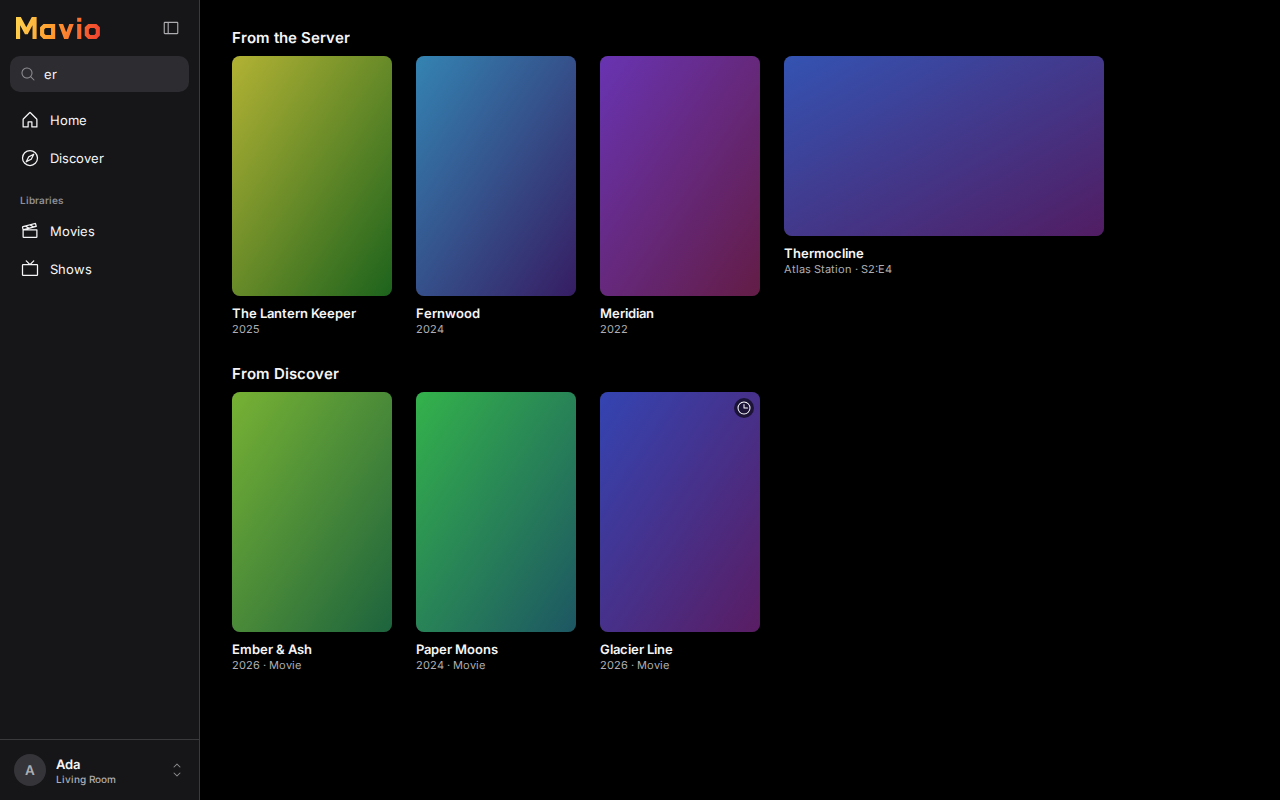 Mavio
er
Home
Discover
Libraries
Movies
Shows
Ada
Living Room
A
From the Server
The Lantern Keeper
2025
Fernwood
2024
Meridian
2022
Thermocline
Atlas Station · S2:E4
From Discover
Ember & Ash
2026 · Movie
Paper Moons
2024 · Movie
Glacier Line
2026 · Movie